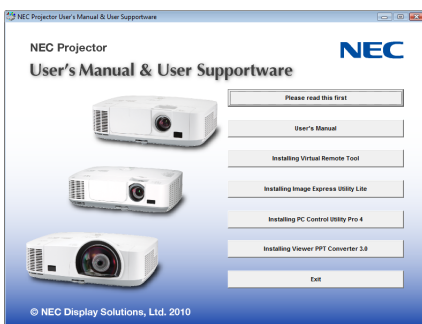 NEC Projector User's Manual & User Supportware
NEC Projector
NEC
User's Manual & User Supportware
Please read this first
User's Manual
Installing Virtual Remote Tool
Installing Image Express Utility Lite
Installing PC Control Utility Pro 4
Installing Viewer PPT Converter 3.0
Exit
© NEC Display Solutions, Ltd. 2010